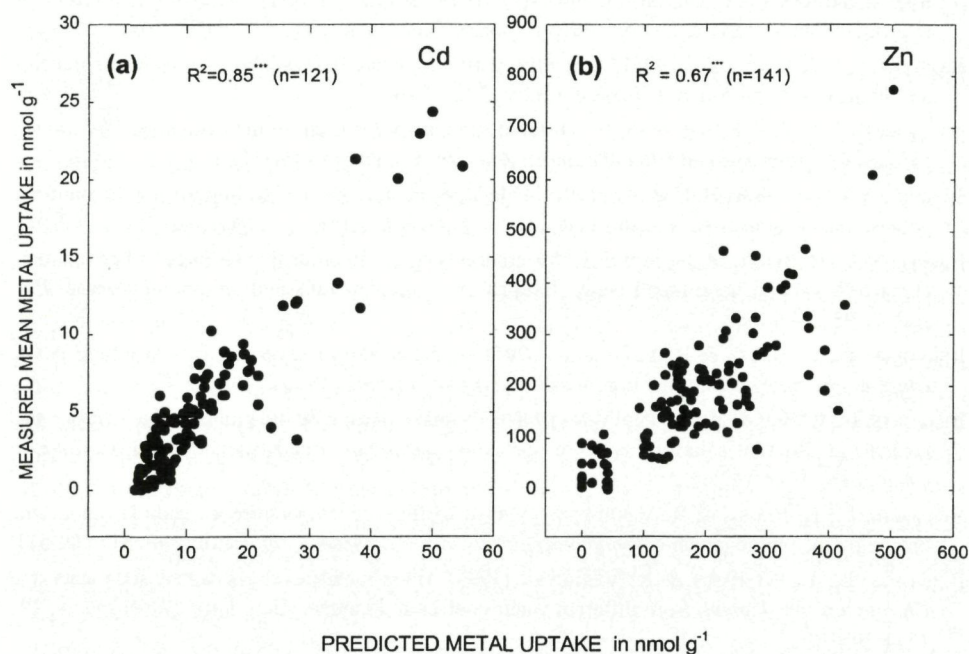 (a)
R²=0.85*** (n=121)
Cd
(b)
R² = 0.67*** (n=141)
Zn
MEASURED MEAN METAL UPTAKE in nmol g⁻¹
30
25
20
15
10
5
0
0 10 20 30 40 50 60
900
800
700
600
500
400
300
200
100
0
0 100 200 300 400 500 600
PREDICTED METAL UPTAKE in nmol g⁻¹